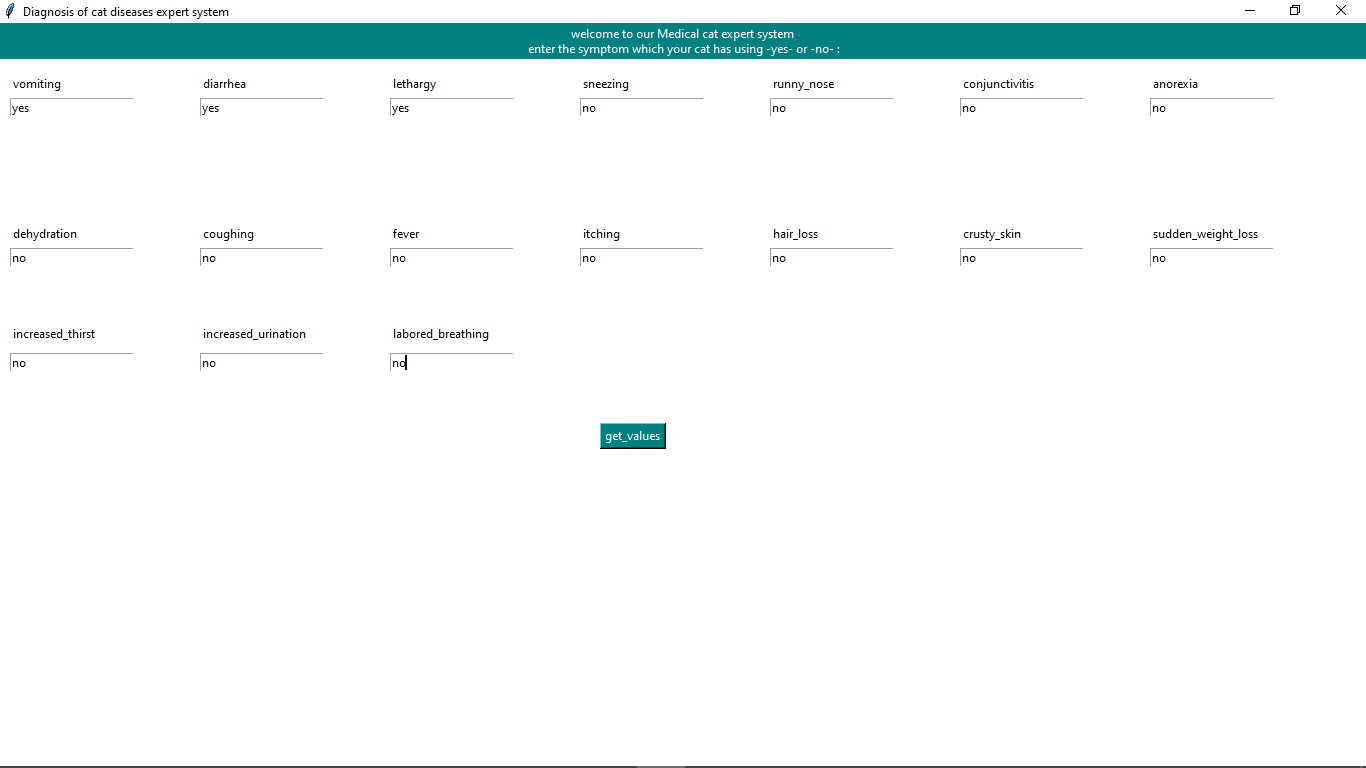 Diagnosis of cat diseases expert system
welcome to our Medical cat expert system
enter the symptom which your cat has using -yes- or -no- :
vomiting diarrhea lethargy sneezing runny_nose conjunctivitis anorexia
yes yes yes no no no no
dehydration coughing fever itching hair_loss crusty_skin sudden_weight_loss
no no no no no no no
increased_thirst increased_urination labored_breathing
no no no
get_values